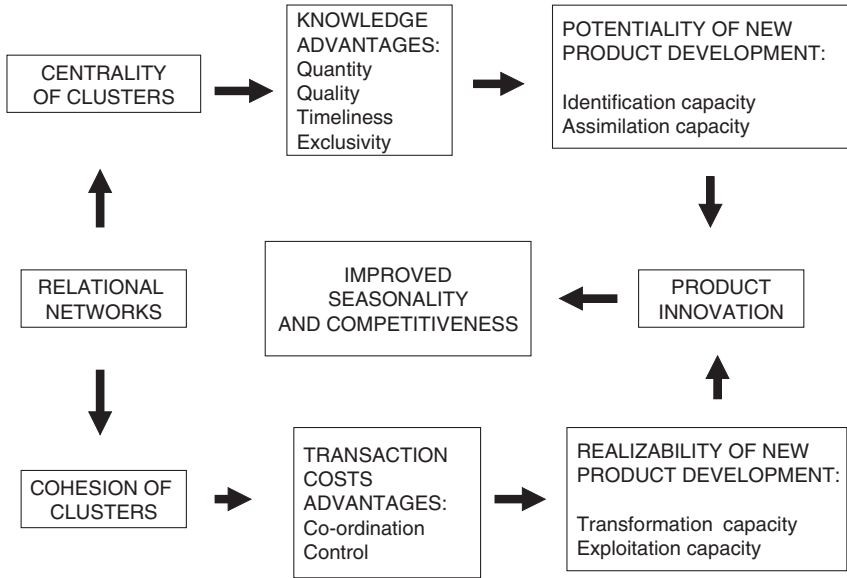 CENTRALITY
OF CLUSTERS
KNOWLEDGE
ADVANTAGES:
Quantity
Quality
Timeliness
Exclusivity
POTENTIALITY OF NEW
PRODUCT DEVELOPMENT:
Identification capacity
Assimilation capacity
RELATIONAL
NETWORKS
IMPROVED
SEASONALITY
AND COMPETITIVENESS
PRODUCT
INNOVATION
COHESION OF
CLUSTERS
TRANSACTION
COSTS
ADVANTAGES:
Co-ordination
Control
REALIZABILITY OF NEW
PRODUCT DEVELOPMENT:
Transformation capacity
Exploitation capacity